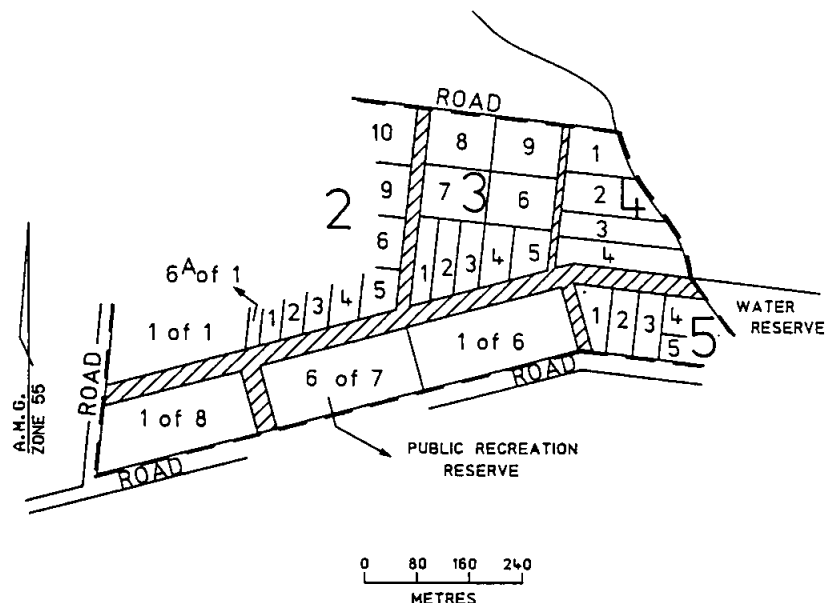 ROAD
10
8
9
1
9
7
3
6
2
4
2
3
6
1
2
3
4
5
4
6A of 1
1
2
3
4
5
1 of 1
WATER
RESERVE
1
2
3
4
5
5
1 of 6
ROAD
6 of 7
ROAD
1 of 8
A.M.G.
ZONE 55
PUBLIC RECREATION
RESERVE
ROAD
0 80 160 240
METRES